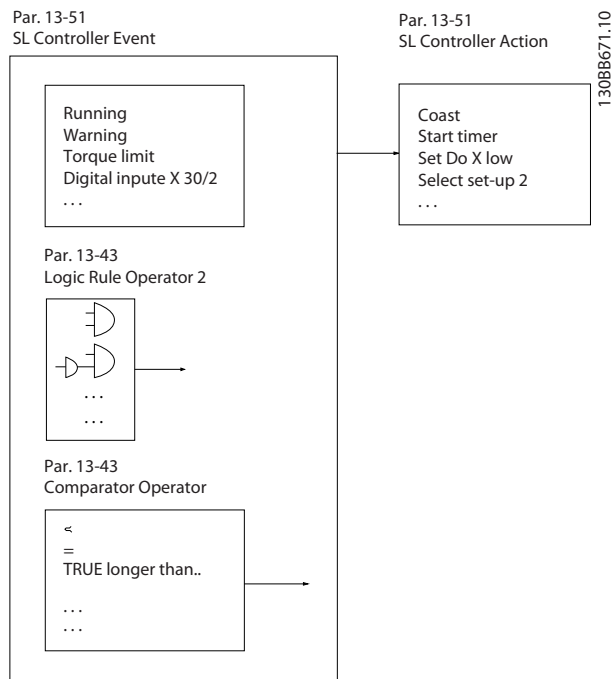 Par. 13-51
SL Controller Event
Par. 13-51
SL Controller Action
130BB671.10
Running
Warning
Torque limit
Digital inpute X 30/2
. . .
Coast
Start timer
Set Do X low
Select set-up 2
. . .
Par. 13-43
Logic Rule Operator 2
. . .
. . .
Par. 13-43
Comparator Operator
=
TRUE longer than..
. . .
. . .